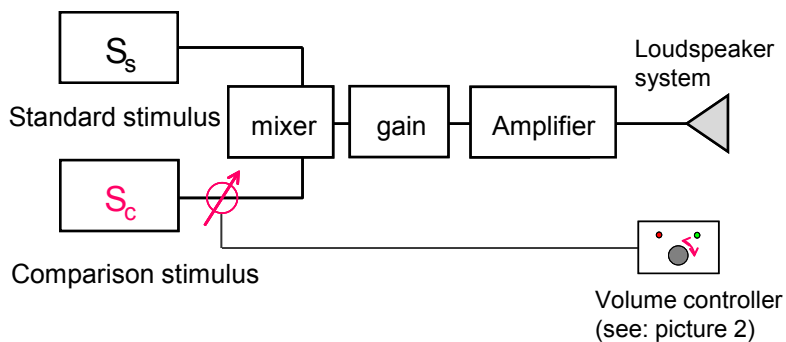 Ss
Standard stimulus
mixer
gain
Amplifier
Loudspeaker
system
Sc
Comparison stimulus
Volume controller
(see: picture 2)